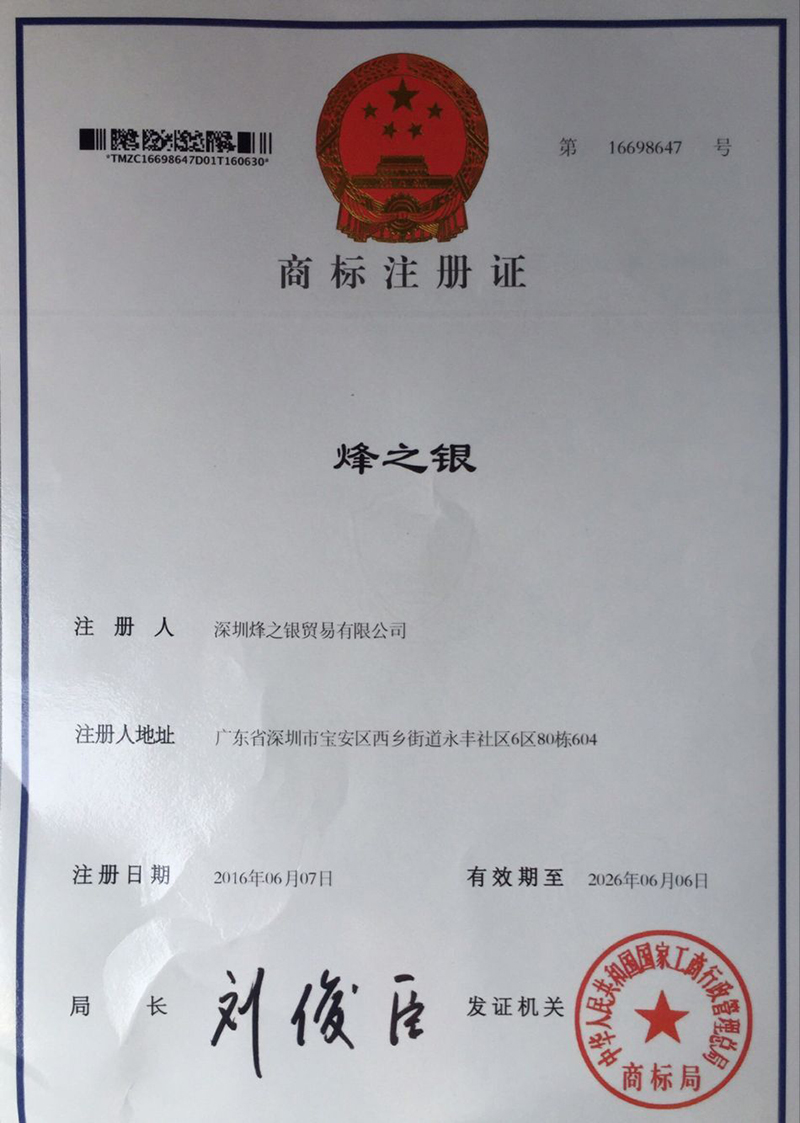 *TMZC16698647D01T160630*
第 16698647 号
商标注册证
烽之银
注册人 深圳烽之银贸易有限公司
注册人地址 广东省深圳市宝安区西乡街道永丰社区6区80栋604
注册日期 2016年06月07日 有效期至 2026年06月06日
局长 刘俊臣 发证机关
中华人民共和国国家工商行政管理总局
商标局